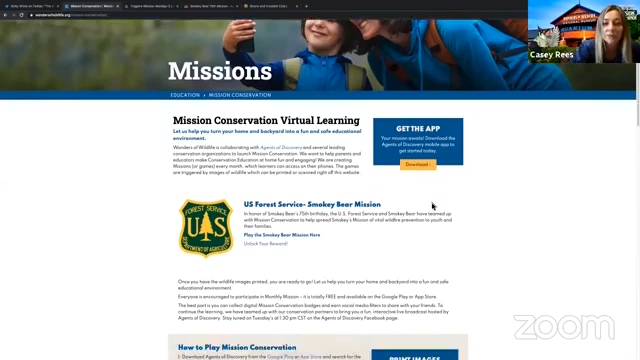 Mission Conservation | Wond
Boone and Crockett Club |
wondersofwildlife.org/mission-conservation/
Casey Rees
Missions
EDUCATION › MISSION CONSERVATION
Mission Conservation Virtual Learning
Let us help you turn your home and backyard into a fun and safe educational
environment.
Wonders of Wildlife is collaborating with Agents of Discovery and several leading
conservation organizations to launch Mission Conservation. We want to help parents and
educators make Conservation Education at home fun and engaging! We are creating
Missions (or games) every month, which learners can access on their phones. The games
are triggered by images of wildlife which can be printed or scanned right off this website.
GET THE APP
Your mission awaits! Download the
Agents of Discovery mobile app to
get started today.
Download ›
FOREST SERVICE
U S
DEPARTMENT OF AGRICULTURE
US Forest Service- Smokey Bear Mission
In honor of Smokey Bear's 75th birthday, the U.S. Forest Service and Smokey Bear have teamed up
with Mission Conservation to help spread Smokey's Mission of vital wildfire prevention to youth and
their families.
Play the Smokey Bear Mission Here
Unlock Your Reward!
Once you have the wildlife images printed, you are ready to go! Let us help you turn your home and backyard into a fun and safe
educational environment.
Everyone is encouraged to participate in Monthly Mission – it is totally FREE and available on the Google Play or App Store.
The best part is you can collect digital Mission Conservation badges and earn social media filters to share with your friends. To
continue the learning, we have teamed up with our conservation partners to bring you a fun, interactive live broadcast hosted by
Agents of Discovery. Stay tuned on Tuesday's at 1:30 pm CST on the Agents of Discovery Facebook page.
How to Play Mission Conservation
1. Download Agents of Discovery from the Google Play or App Store and search for the
PRINT IMAGES
zoom